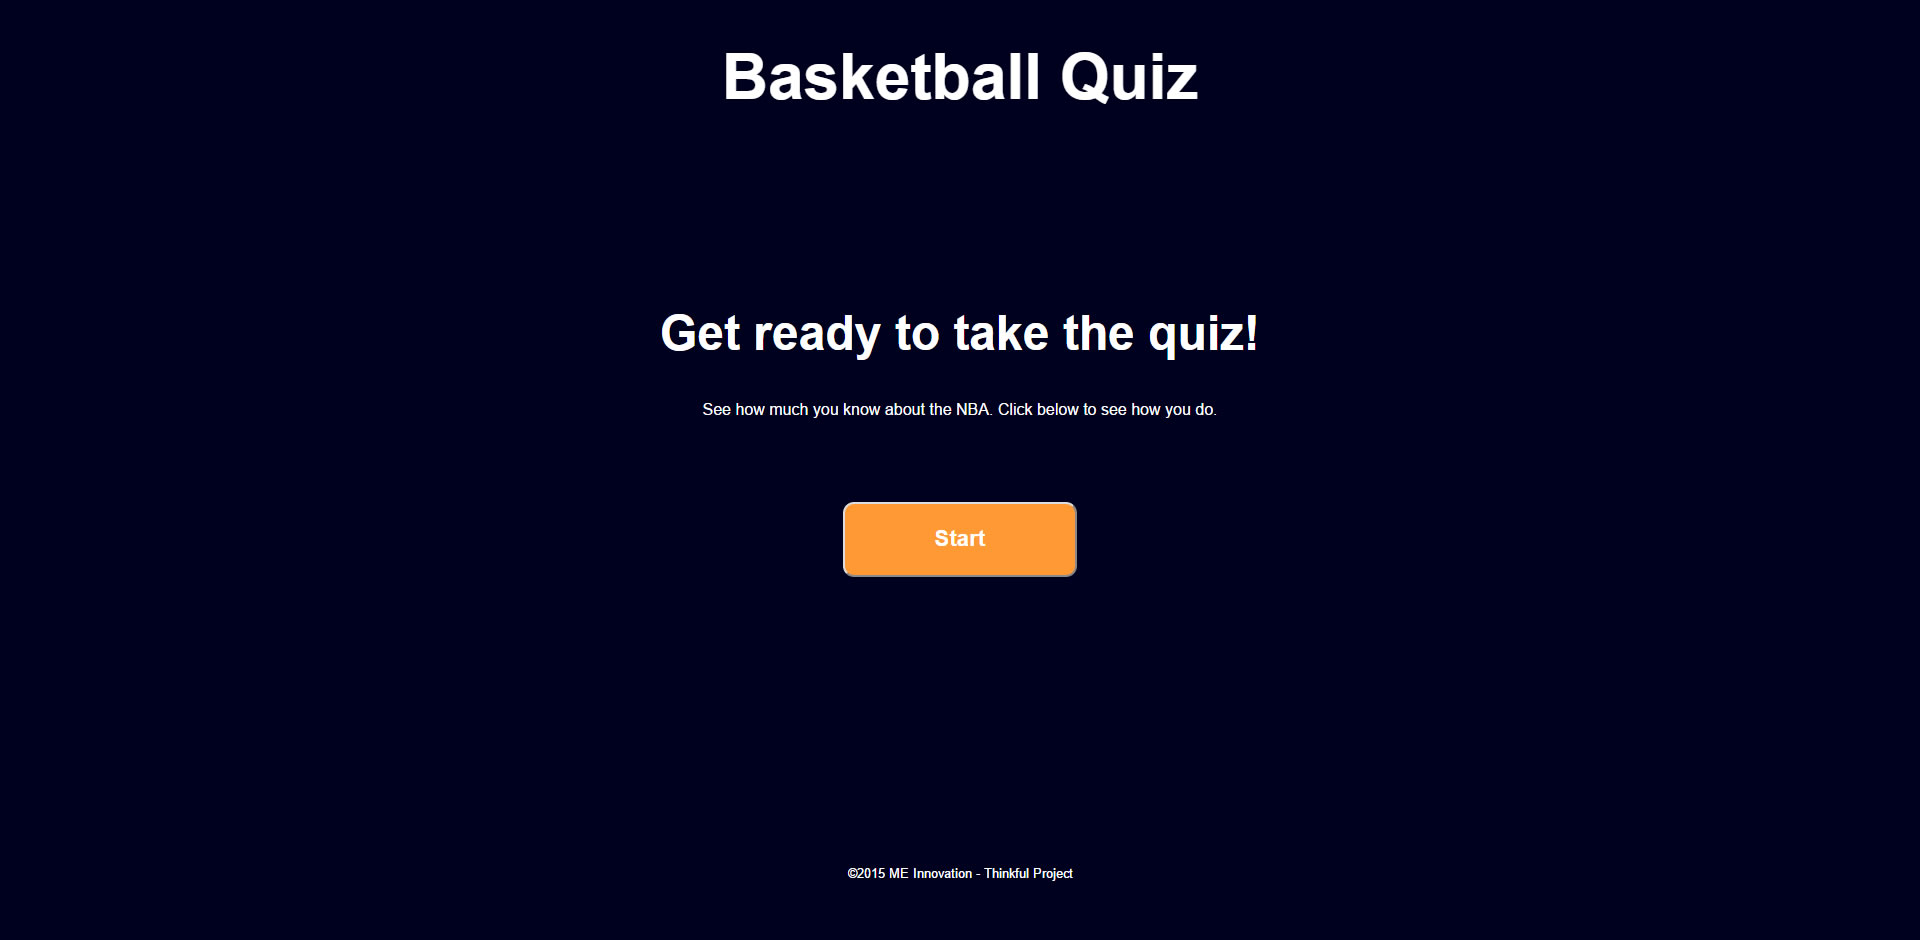 Basketball Quiz
Get ready to take the quiz!
See how much you know about the NBA. Click below to see how you do.
Start
©2015 ME Innovation - Thinkful Project